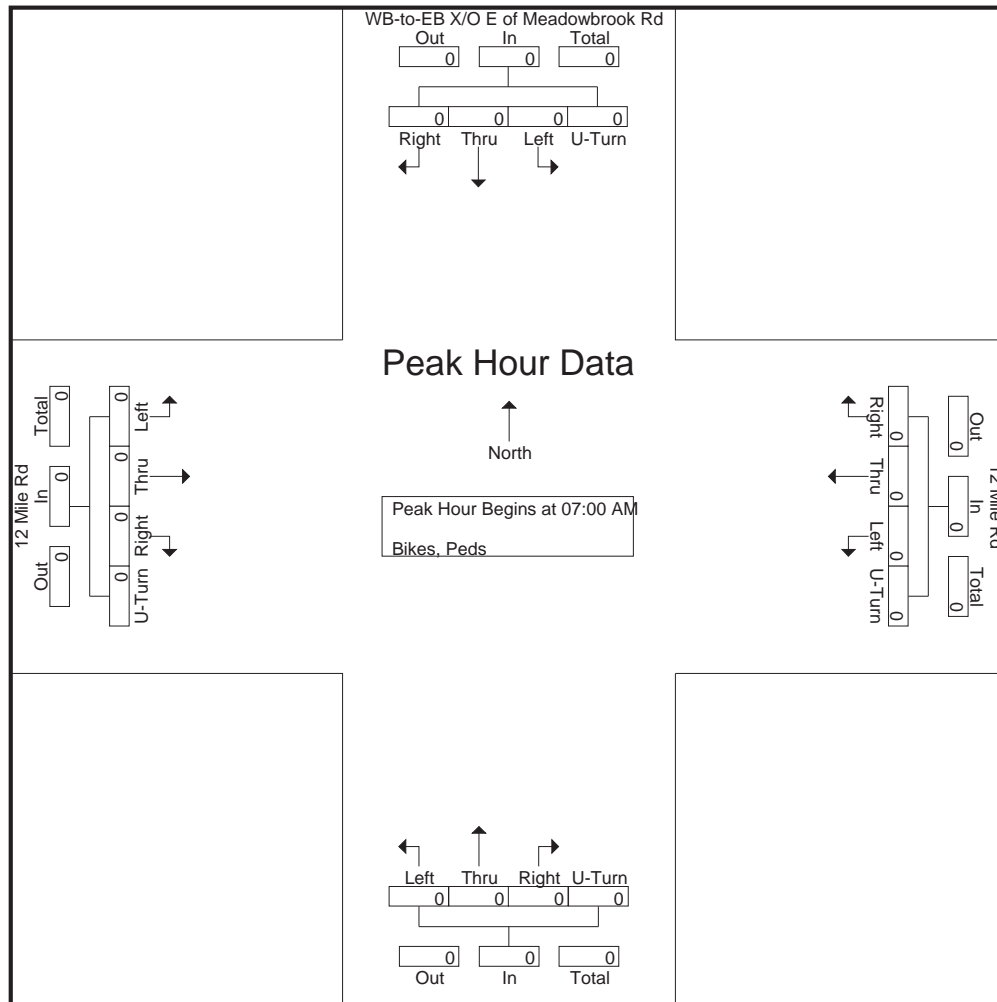 WB-to-EB X/O E of Meadowbrook Rd
Out In Total
0 0 0
0 0 0 0
Right Thru Left U-Turn
Peak Hour Data
North
Peak Hour Begins at 07:00 AM
Bikes, Peds
12 Mile Rd
Out In Total
0 0 0
0 0 0 0
U-Turn Right Thru Left
12 Mile Rd
Out In Total
0 0 0
0 0 0 0
Right Thru Left U-Turn
Left Thru Right U-Turn
0 0 0 0
0 0 0
Out In Total